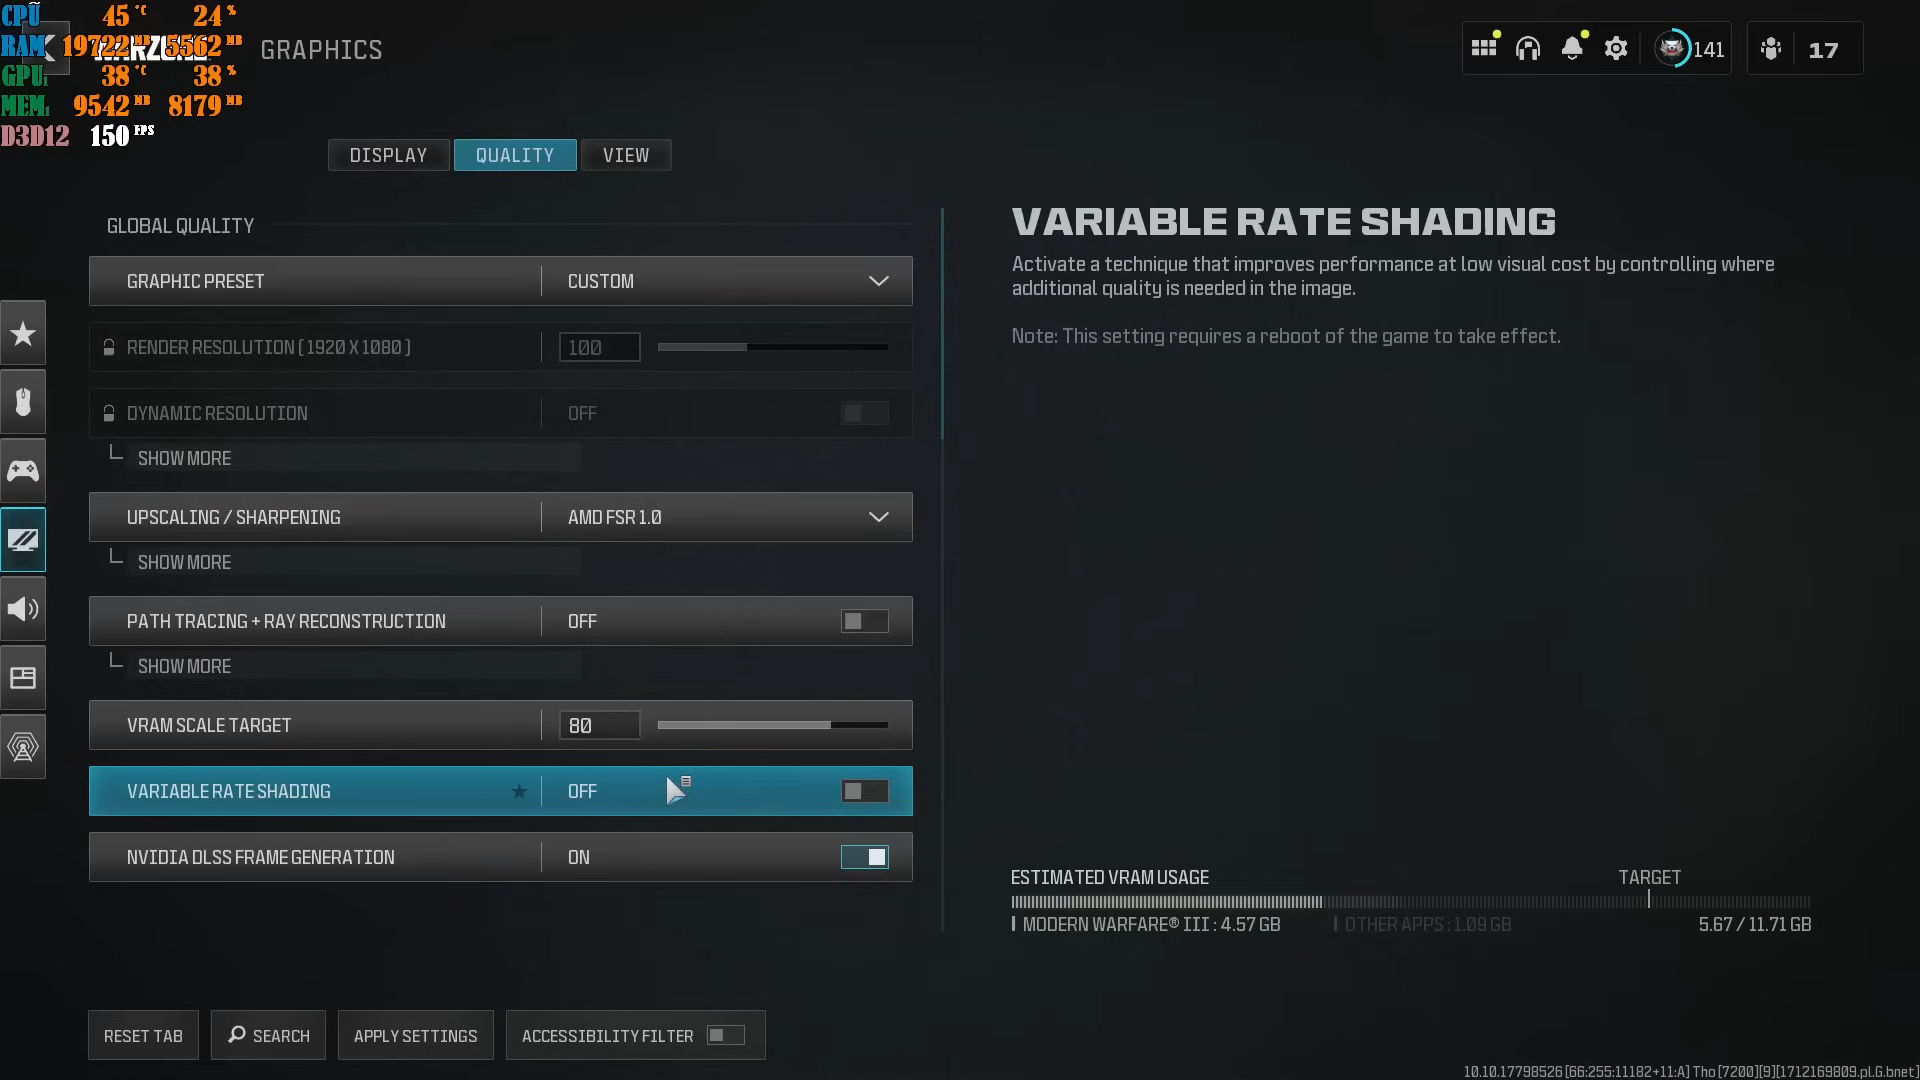 CPU 45 °C 24 %
RAM 19722 MB 5562 MB
GPU1 38 °C 38 %
MEM1 9542 MB 8179 MB
D3D12 150 FPS
GRAPHICS
141
17
DISPLAY
QUALITY
VIEW
GLOBAL QUALITY
GRAPHIC PRESET CUSTOM
RENDER RESOLUTION [ 1920 X 1080 ] 100
DYNAMIC RESOLUTION OFF
SHOW MORE
UPSCALING / SHARPENING AMD FSR 1.0
SHOW MORE
PATH TRACING + RAY RECONSTRUCTION OFF
SHOW MORE
VRAM SCALE TARGET 80
VARIABLE RATE SHADING OFF
NVIDIA DLSS FRAME GENERATION ON
VARIABLE RATE SHADING
Activate a technique that improves performance at low visual cost by controlling where
additional quality is needed in the image.
Note: This setting requires a reboot of the game to take effect.
ESTIMATED VRAM USAGE TARGET
MODERN WARFARE® III : 4.57 GB OTHER APPS : 1.09 GB 5.67 / 11.71 GB
RESET TAB
SEARCH
APPLY SETTINGS
ACCESSIBILITY FILTER
10.10.17798526 [66:255:11182+11:A] Tho [7200][9][1712169809.pl.G.bnet]